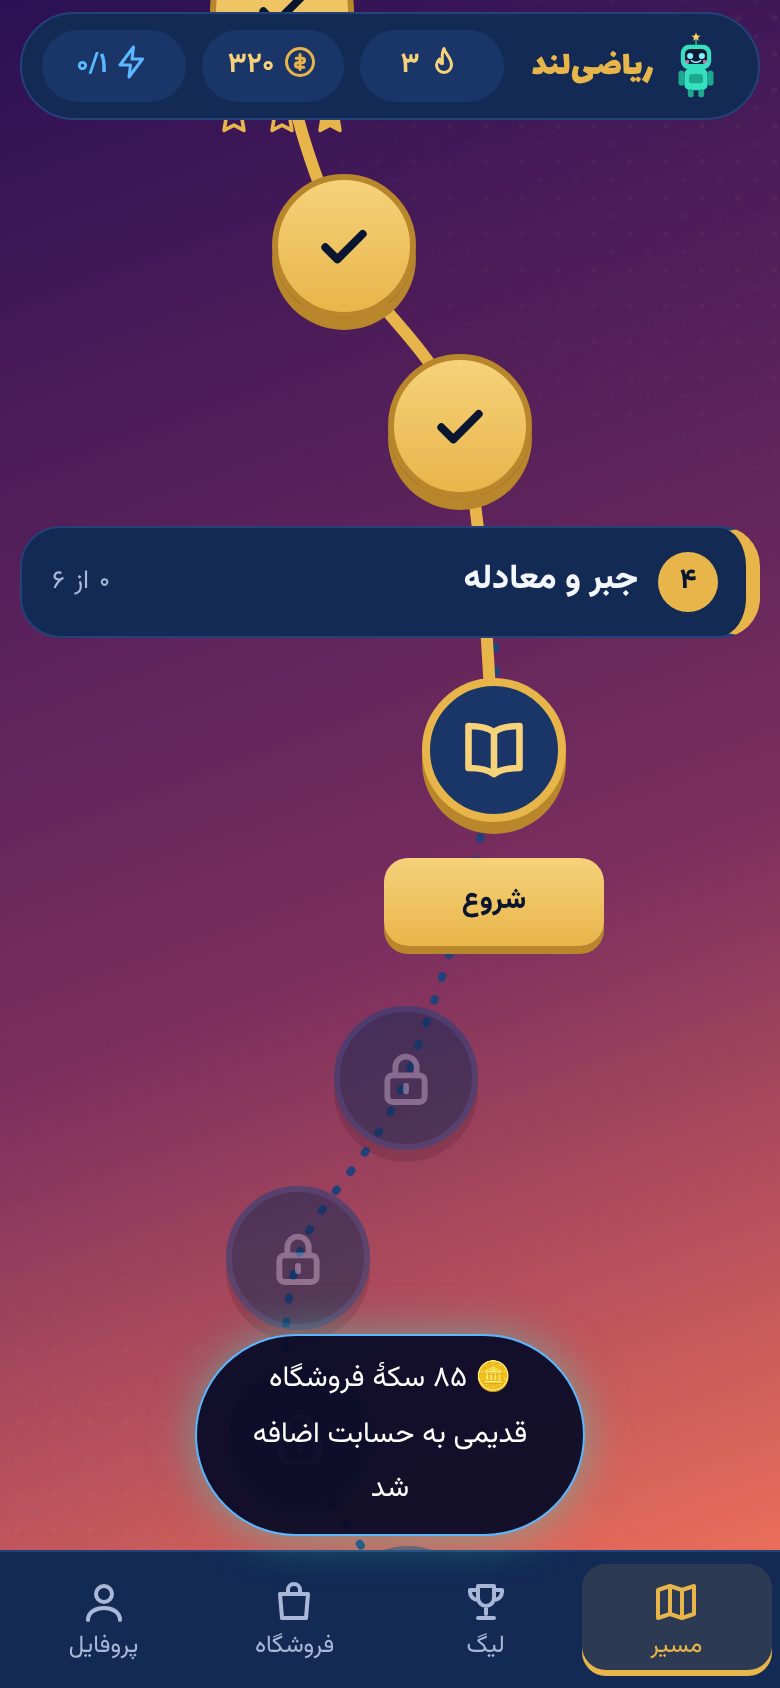 ریاضی‌لند
۳
۳۲۰
۰/۱
۴
جبر و معادله
۰ از ۶
شروع
۸۵ سکهٔ فروشگاه
قدیمی به حسابت اضافه
شد
مسیر
لیگ
فروشگاه
پروفایل